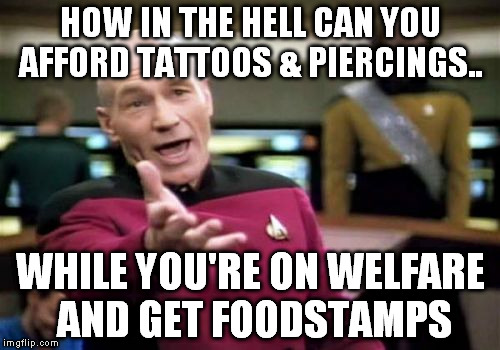 HOW IN THE HELL CAN YOU
AFFORD TATTOOS & PIERCINGS..
WHILE YOU'RE ON WELFARE
AND GET FOODSTAMPS
imgflip.com